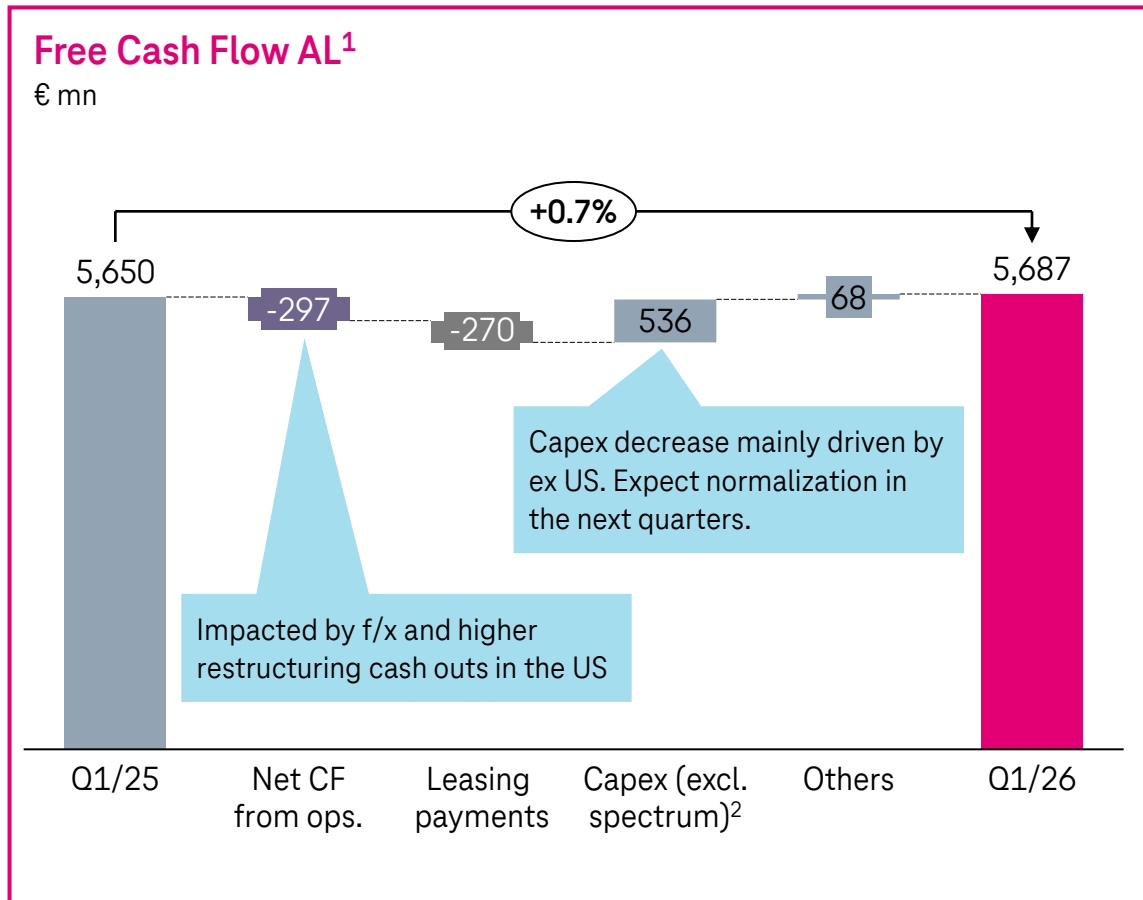 Free Cash Flow AL¹
€ mn
+0.7%
5,650
-297
-270
536
68
5,687
Capex decrease mainly driven by
ex US. Expect normalization in
the next quarters.
Impacted by f/x and higher
restructuring cash outs in the US
Q1/25
Net CF
from ops.
Leasing
payments
Capex (excl.
spectrum)²
Others
Q1/26